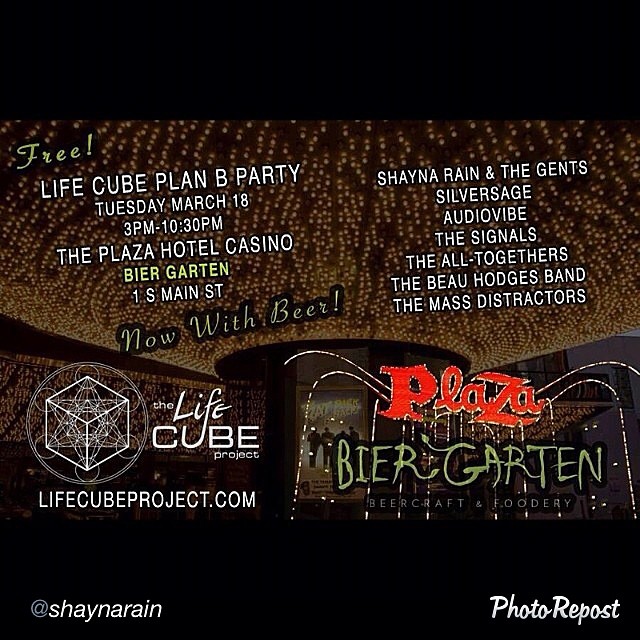 Free!
LIFE CUBE PLAN B PARTY
TUESDAY MARCH 18
3PM-10:30PM
THE PLAZA HOTEL CASINO
BIER GARTEN
1 S MAIN ST
Now With Beer!
SHAYNA RAIN & THE GENTS
SILVERSAGE
AUDIOVIBE
THE SIGNALS
THE ALL-TOGETHERS
THE BEAU HODGES BAND
THE MASS DISTRACTORS
the Life
CUBE
project
LIFECUBEPROJECT.COM
Plaza
BIER GARTEN
BEERCRAFT & FOODERY
@shaynarain
PhotoRepost